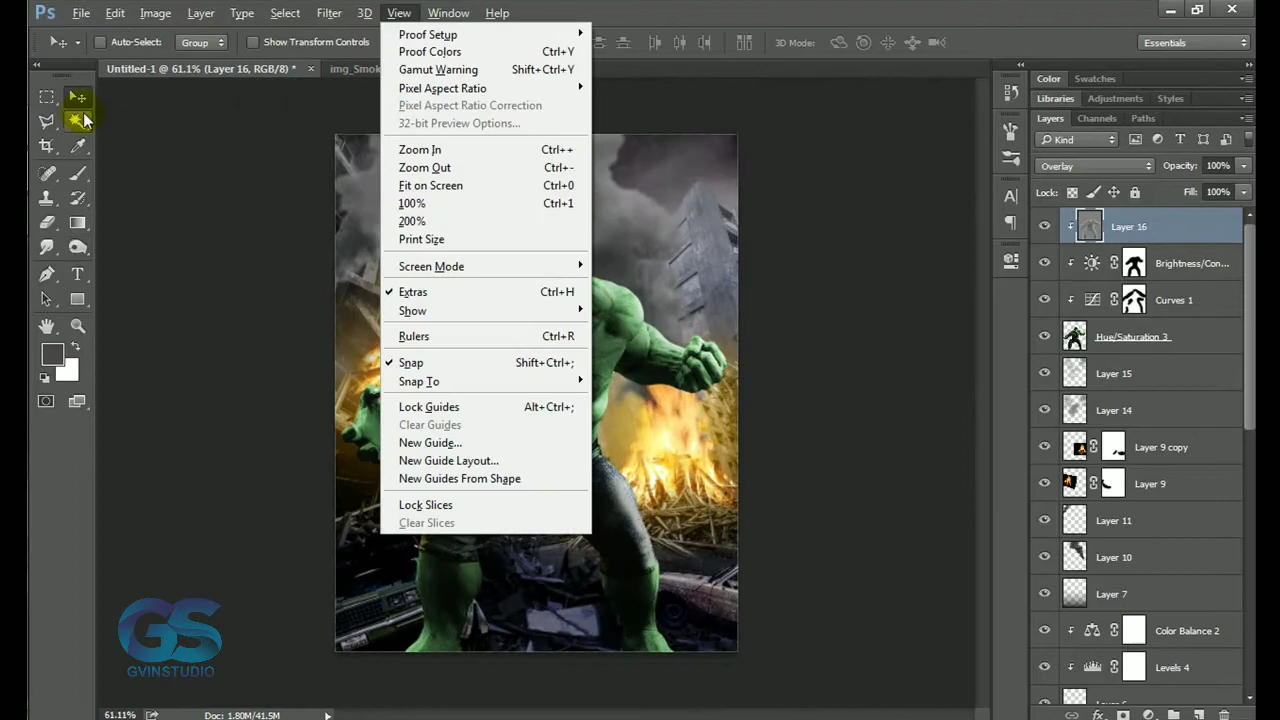 Ps File Edit Image Layer Type Select Filter 3D View Window Help
Auto-Select: Group Show Transform Controls 3D Mode: Essentials
Untitled-1 @ 61.1% (Layer 16, RGB/8) * × img_Smok
Proof Setup
Proof Colors Ctrl+Y
Gamut Warning Shift+Ctrl+Y
Pixel Aspect Ratio
Pixel Aspect Ratio Correction
32-bit Preview Options...
Zoom In Ctrl++
Zoom Out Ctrl+-
Fit on Screen Ctrl+0
100% Ctrl+1
200%
Print Size
Screen Mode
Extras Ctrl+H
Show
Rulers Ctrl+R
Snap Shift+Ctrl+;
Snap To
Lock Guides Alt+Ctrl+;
Clear Guides
New Guide...
New Guide Layout...
New Guides From Shape
Lock Slices
Clear Slices
Color Swatches
Libraries Adjustments Styles
Layers Channels Paths
Kind
Overlay Opacity: 100%
Lock: Fill: 100%
Layer 16
Brightness/Con...
Curves 1
Hue/Saturation 3
Layer 15
Layer 14
Layer 9 copy
Layer 9
Layer 11
Layer 10
Layer 7
Color Balance 2
Levels 4
GS
GVINSTUDIO
61.11% Doc: 1.80M/41.5M